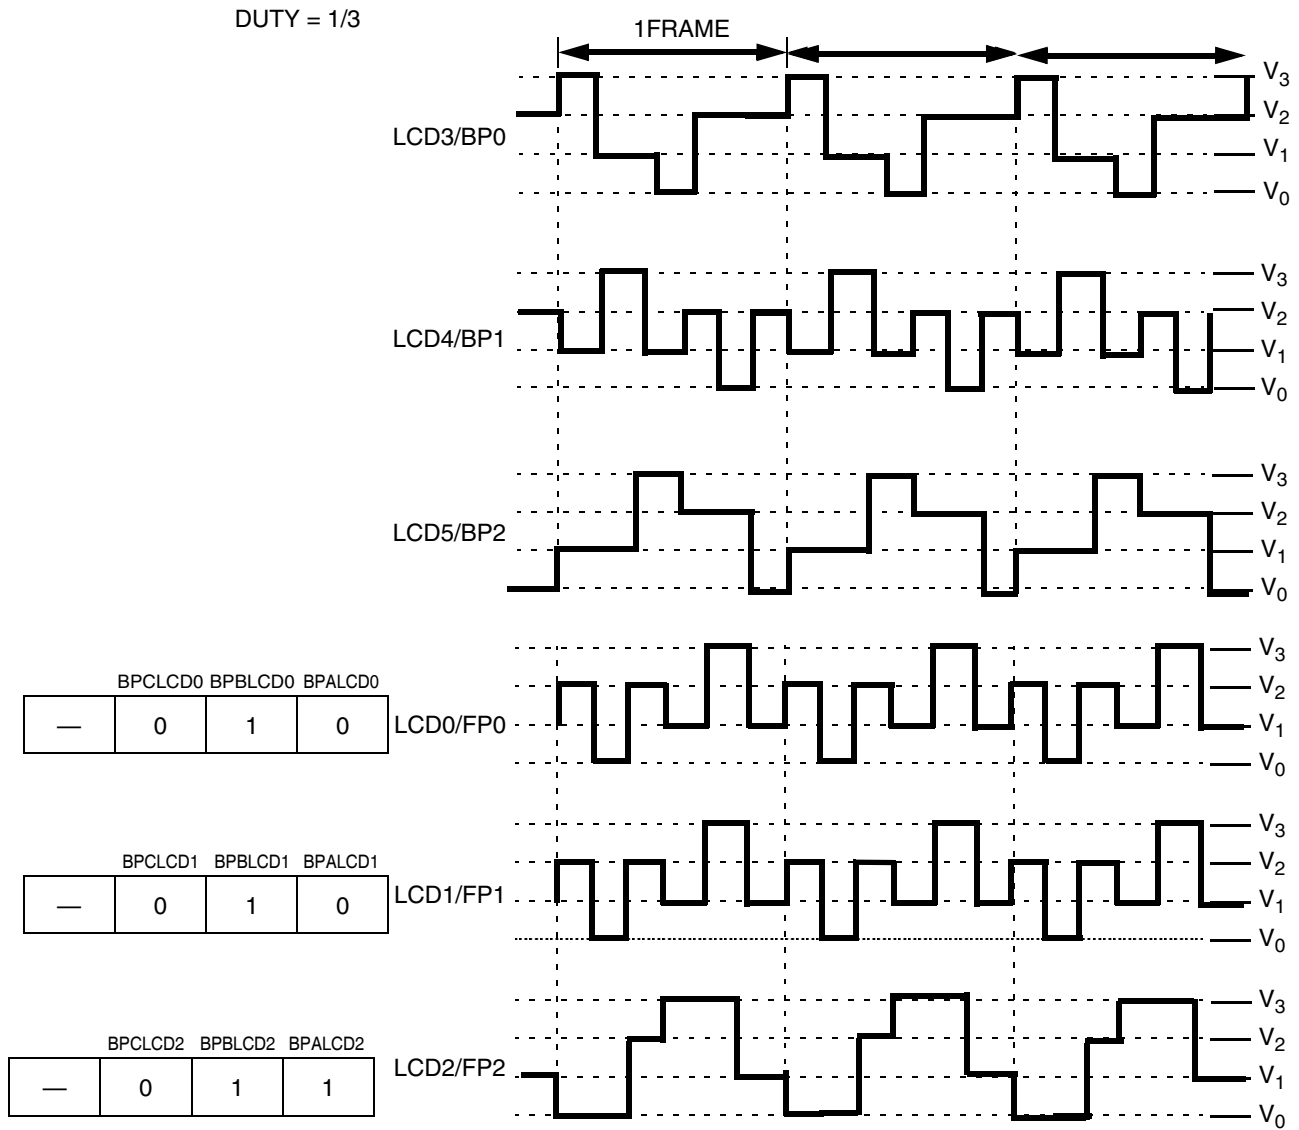 DUTY = 1/3
1FRAME
LCD3/BP0
V3
V2
V1
V0
LCD4/BP1
V3
V2
V1
V0
LCD5/BP2
V3
V2
V1
V0
BPCLCD0 BPBLCD0 BPALCD0
— 0 1 0
LCD0/FP0
V3
V2
V1
V0
BPCLCD1 BPBLCD1 BPALCD1
— 0 1 0
LCD1/FP1
V3
V2
V1
V0
BPCLCD2 BPBLCD2 BPALCD2
— 0 1 1
LCD2/FP2
V3
V2
V1
V0